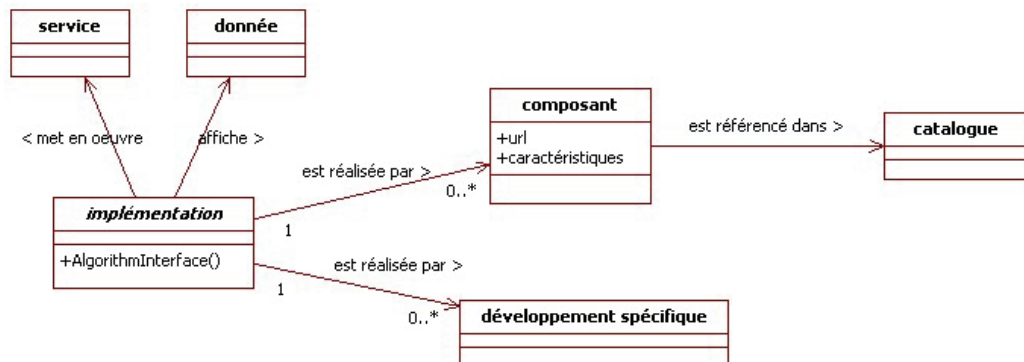 service
donnée
< met en oeuvre
affiche >
composant
+url
+caractéristiques
est référencé dans >
catalogue
est réalisée par >
0..*
1
implémentation
+AlgorithmInterface()
est réalisée par >
1
0..*
développement spécifique